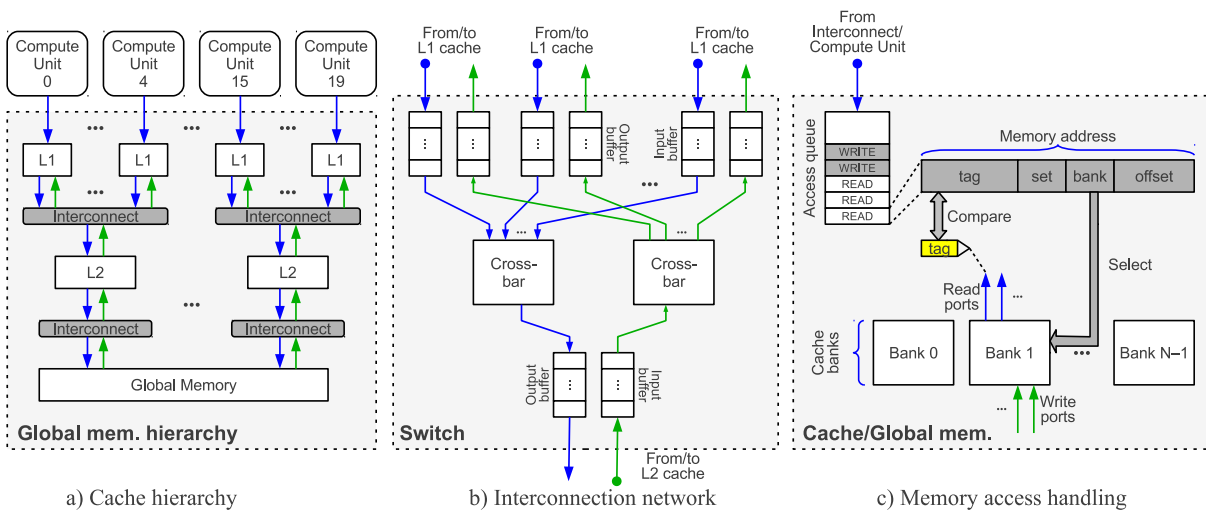 Compute
Unit
0
Compute
Unit
4
Compute
Unit
15
Compute
Unit
19
...
...
...
L1
L1
L1
L1
...
...
Interconnect
Interconnect
L2
L2
...
Interconnect
Interconnect
Global Memory
Global mem. hierarchy
a) Cache hierarchy
From/to
L1 cache
From/to
L1 cache
From/to
L1 cache
...
...
...
...
...
...
Output
buffer
Input
buffer
...
...
...
Cross-
bar
Cross-
bar
...
...
Output
buffer
Input
buffer
Switch
From/to
L2 cache
b) Interconnection network
From
Interconnect/
Compute Unit
Access queue
WRITE
WRITE
READ
READ
READ
Memory address
tag
set
bank
offset
Compare
tag
Select
Read
ports
...
Cache
banks
Bank 0
Bank 1
...
Bank N–1
...
Write
ports
Cache/Global mem.
c) Memory access handling